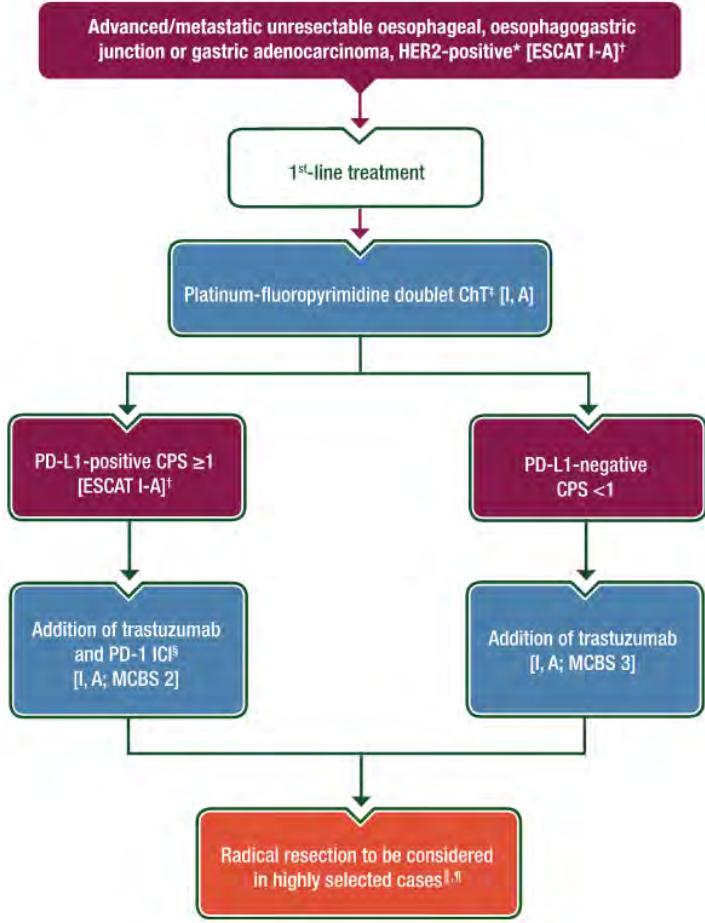 Advanced/metastatic unresectable oesophageal, oesophagogastric
junction or gastric adenocarcinoma, HER2-positive* [ESCAT I-A]†
1st-line treatment
Platinum-fluoropyrimidine doublet ChT‡ [I, A]
PD-L1-positive CPS ≥1
[ESCAT I-A]†
PD-L1-negative
CPS <1
Addition of trastuzumab
and PD-1 ICI§
[I, A; MCBS 2]
Addition of trastuzumab
[I, A; MCBS 3]
Radical resection to be considered
in highly selected cases‖,¶